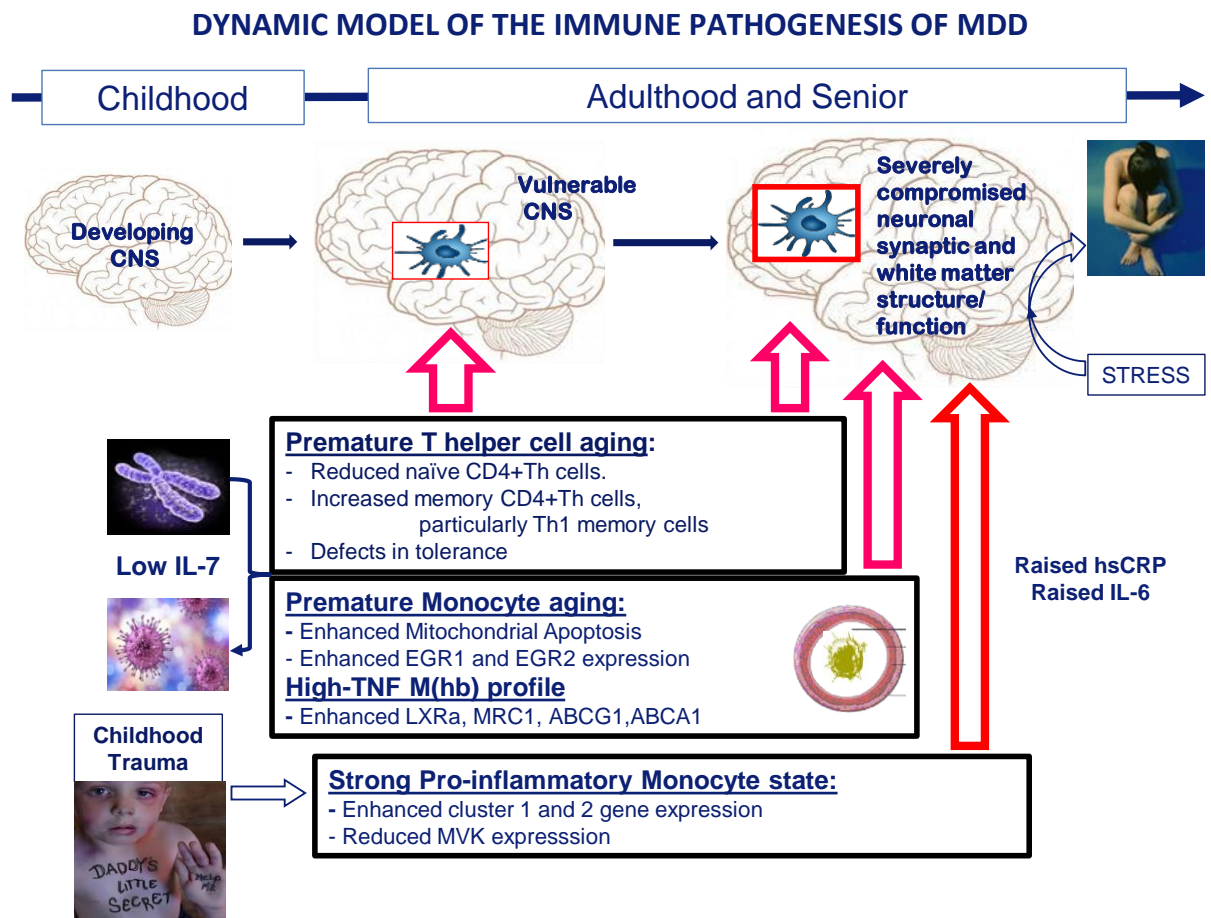 DYNAMIC MODEL OF THE IMMUNE PATHOGENESIS OF MDD
Childhood
Adulthood and Senior
Developing
CNS
Vulnerable
CNS
Severely
compromised
neuronal
synaptic and
white matter
structure/
function
STRESS
Premature T helper cell aging:
- Reduced naïve CD4+Th cells.
- Increased memory CD4+Th cells,
particularly Th1 memory cells
- Defects in tolerance
Low IL-7
Premature Monocyte aging:
- Enhanced Mitochondrial Apoptosis
- Enhanced EGR1 and EGR2 expression
High-TNF M(hb) profile
- Enhanced LXRa, MRC1, ABCG1,ABCA1
Raised hsCRP
Raised IL-6
Childhood
Trauma
Strong Pro-inflammatory Monocyte state:
- Enhanced cluster 1 and 2 gene expression
- Reduced MVK expresssion
DADDY'S
LITTLE
SECRET
HELP
ME